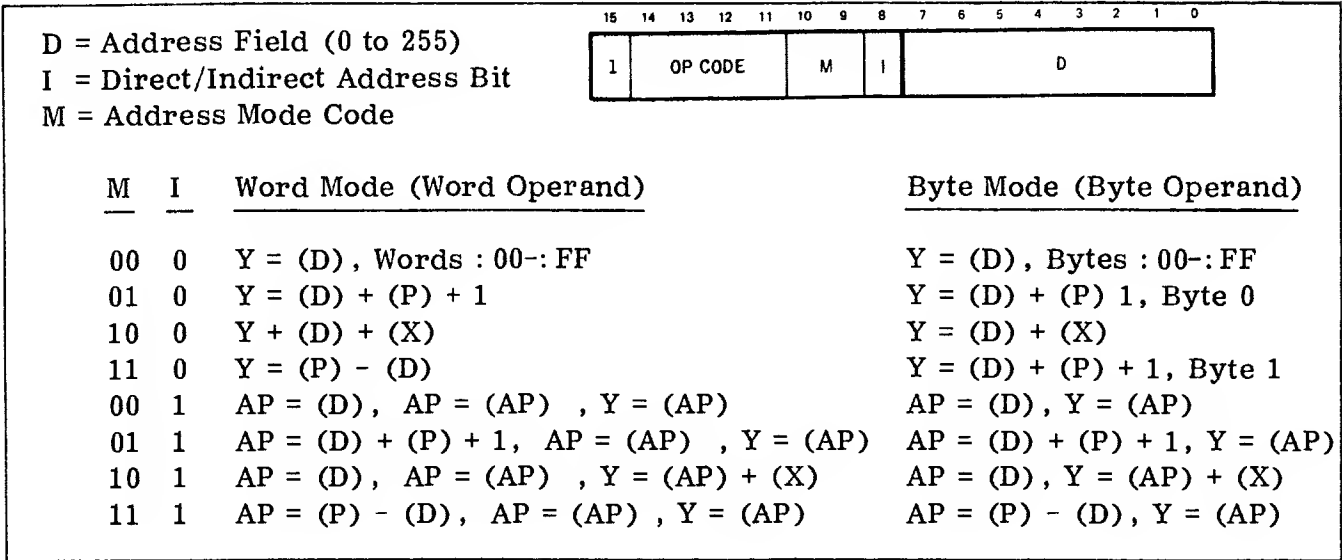 15 14 13 12 11 10 9 8 7 6 5 4 3 2 1 0
D = Address Field (0 to 255)
1 OP CODE M I D
I = Direct/Indirect Address Bit
M = Address Mode Code
M I Word Mode (Word Operand) Byte Mode (Byte Operand)
00 0 Y = (D), Words :00-:FF Y = (D), Bytes :00-:FF
01 0 Y = (D) + (P) + 1 Y = (D) + (P) 1, Byte 0
10 0 Y + (D) + (X) Y = (D) + (X)
11 0 Y = (P) - (D) Y = (D) + (P) + 1, Byte 1
00 1 AP = (D), AP = (AP) , Y = (AP) AP = (D), Y = (AP)
01 1 AP = (D) + (P) + 1, AP = (AP) , Y = (AP) AP = (D) + (P) + 1, Y = (AP)
10 1 AP = (D), AP = (AP) , Y = (AP) + (X) AP = (D), Y = (AP) + (X)
11 1 AP = (P) - (D), AP = (AP) , Y = (AP) AP = (P) - (D), Y = (AP)